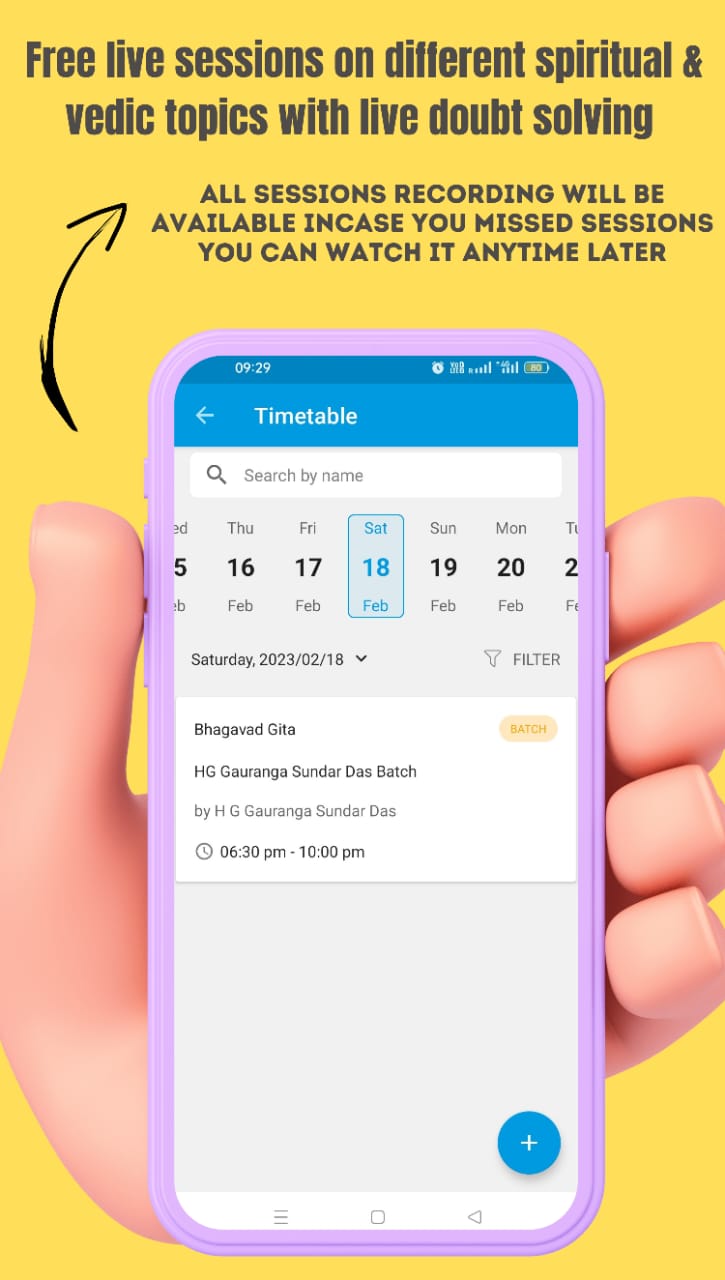 Free live sessions on different spiritual &
vedic topics with live doubt solving
ALL SESSIONS RECORDING WILL BE
AVAILABLE INCASE YOU MISSED SESSIONS
YOU CAN WATCH IT ANYTIME LATER
09:29
80
Timetable
Search by name
ed Thu Fri Sat Sun Mon Tu
5 16 17 18 19 20 2
eb Feb Feb Feb Feb Feb Fe
Saturday, 2023/02/18 FILTER
Bhagavad Gita BATCH
HG Gauranga Sundar Das Batch
by H G Gauranga Sundar Das
06:30 pm - 10:00 pm